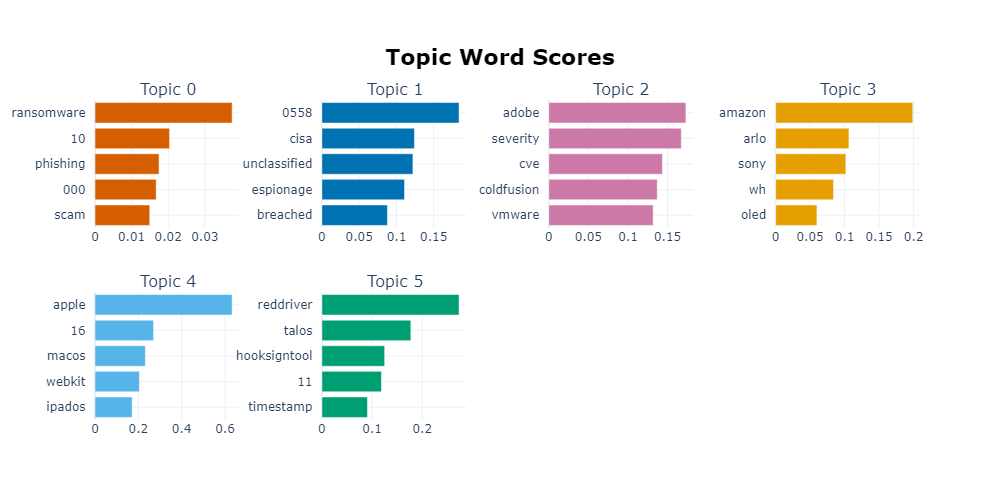 Topic Word Scores
Topic 0
ransomware
10
phishing
000
scam
0 0.01 0.02 0.03
Topic 1
0558
cisa
unclassified
espionage
breached
0 0.05 0.1 0.15
Topic 2
adobe
severity
cve
coldfusion
vmware
0 0.05 0.1 0.15
Topic 3
amazon
arlo
sony
wh
oled
0 0.05 0.1 0.15 0.2
Topic 4
apple
16
macos
webkit
ipados
0 0.2 0.4 0.6
Topic 5
reddriver
talos
hooksigntool
11
timestamp
0 0.1 0.2